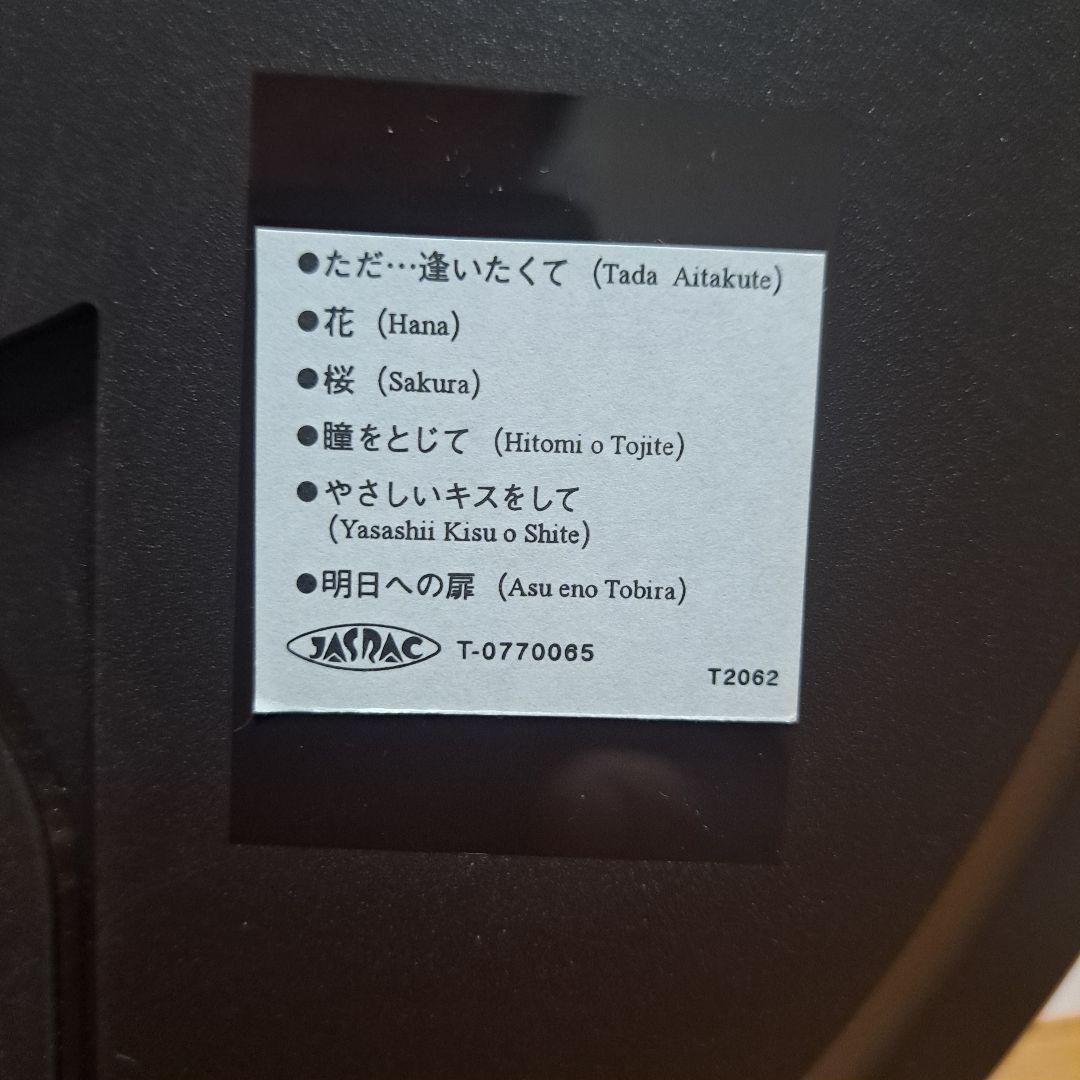 ●ただ…逢いたくて (Tada Aitakute)
●花 (Hana)
●桜 (Sakura)
●瞳をとじて (Hitomi o Tojite)
●やさしいキスをして
(Yasashii Kisu o Shite)
●明日への扉 (Asu eno Tobira)
JASRAC T-0770065
T2062